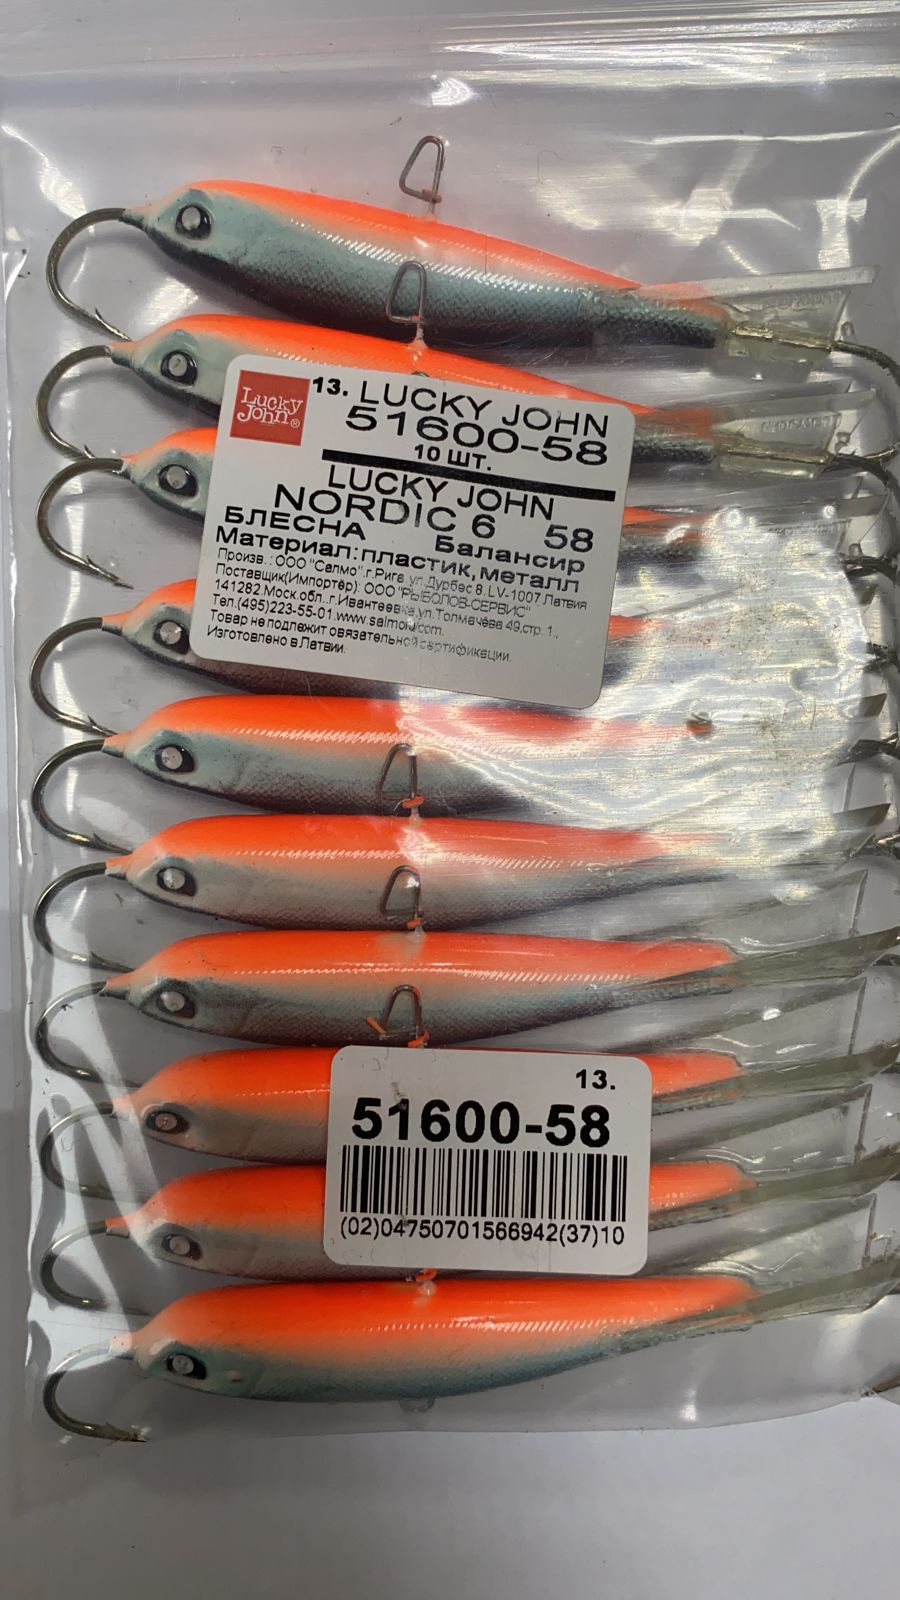 Lucky
John®
13. LUCKY JOHN
51600-58
10 ШТ.
LUCKY JOHN
NORDIC 6 58
БЛЕСНА Балансир
Материал: пластик, металл
Произв.: ООО "Салмо", г.Рига, ул.Дурбес 8, LV-1007 Латвия
Поставщик(Импортёр): ООО "РЫБОЛОВ-СЕРВИС"
141282.Моск.обл..г.Ивантеевка,ул.Толмачёва 49,стр. 1.,
Тел.(495)223-55-01.www.salmoru.com.
Товар не подлежит обязательной сертификации.
Изготовлено в Латвии.
13.
51600-58
(02)04750701566942(37)10